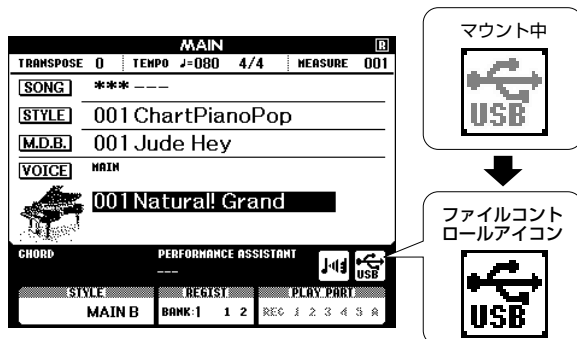 MAIN R
TRANSPOSE 0 TEMPO ♩=080 4/4 MEASURE 001
SONG *** ---
STYLE 001 ChartPianoPop
M.D.B. 001 Jude Hey
VOICE MAIN
001 Natural! Grand
CHORD PERFORMANCE ASSISTANT
---
USB
STYLE REGIST PLAY PART
MAIN B BANK:1 1 2 REC 1 2 3 4 5 A
マウント中
USB
ファイルコント
ロールアイコン
USB